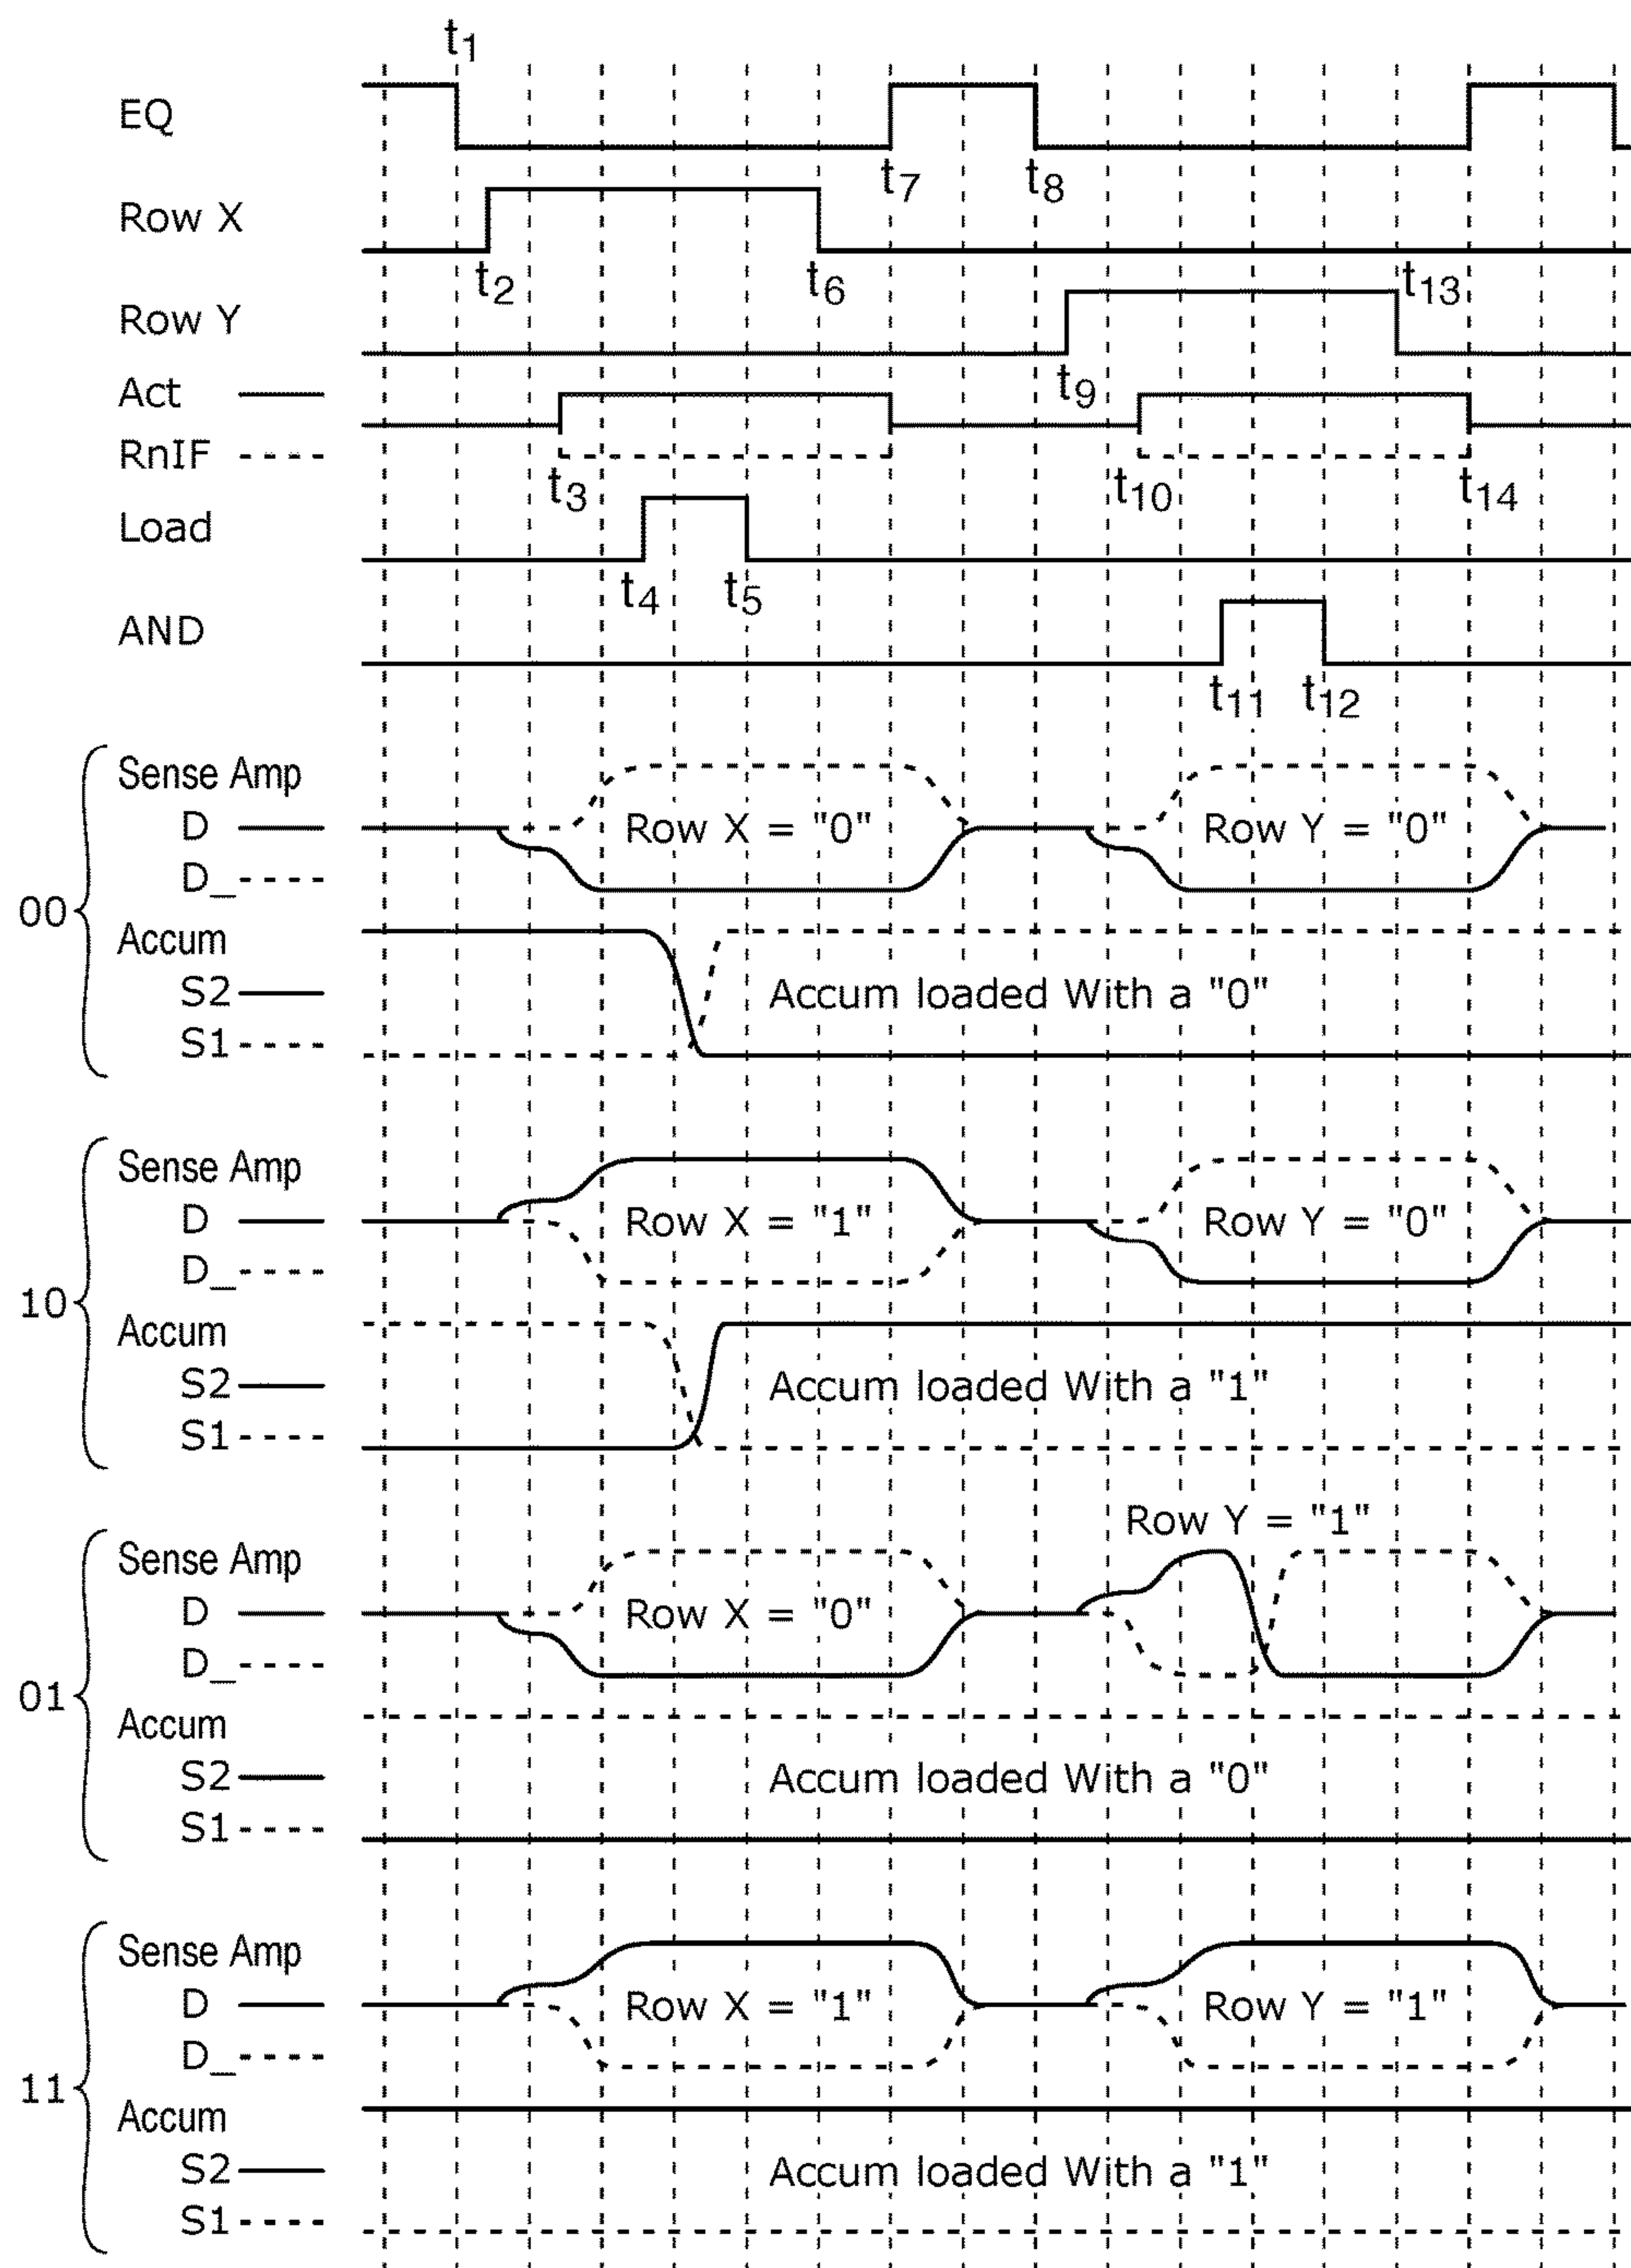 t1
EQ
t7 t8
Row X
t2 t6 t13
Row Y
t9
Act
RnIF
t3 t10 t14
Load
t4 t5
AND
t11 t12
Sense Amp
D Row X = "0" Row Y = "0"
D_
00
Accum
S2 Accum loaded With a "0"
S1
Sense Amp
D Row X = "1" Row Y = "0"
D_
10
Accum
S2 Accum loaded With a "1"
S1
Row Y = "1"
Sense Amp
D Row X = "0"
D_
01
Accum
S2 Accum loaded With a "0"
S1
Sense Amp
D Row X = "1" Row Y = "1"
D_
11
Accum
S2 Accum loaded With a "1"
S1